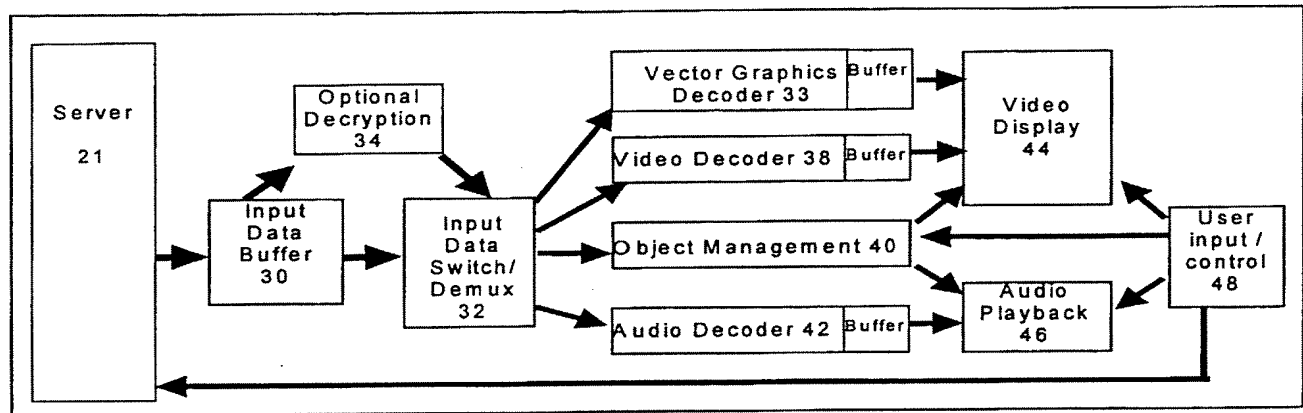 Server
21
Optional
Decryption
34
Input
Data
Buffer
30
Input
Data
Switch/
Demux
32
Vector Graphics
Decoder 33
Buffer
Video Decoder 38
Buffer
Object Management 40
Audio Decoder 42
Buffer
Video
Display
44
Audio
Playback
46
User
input /
control
48